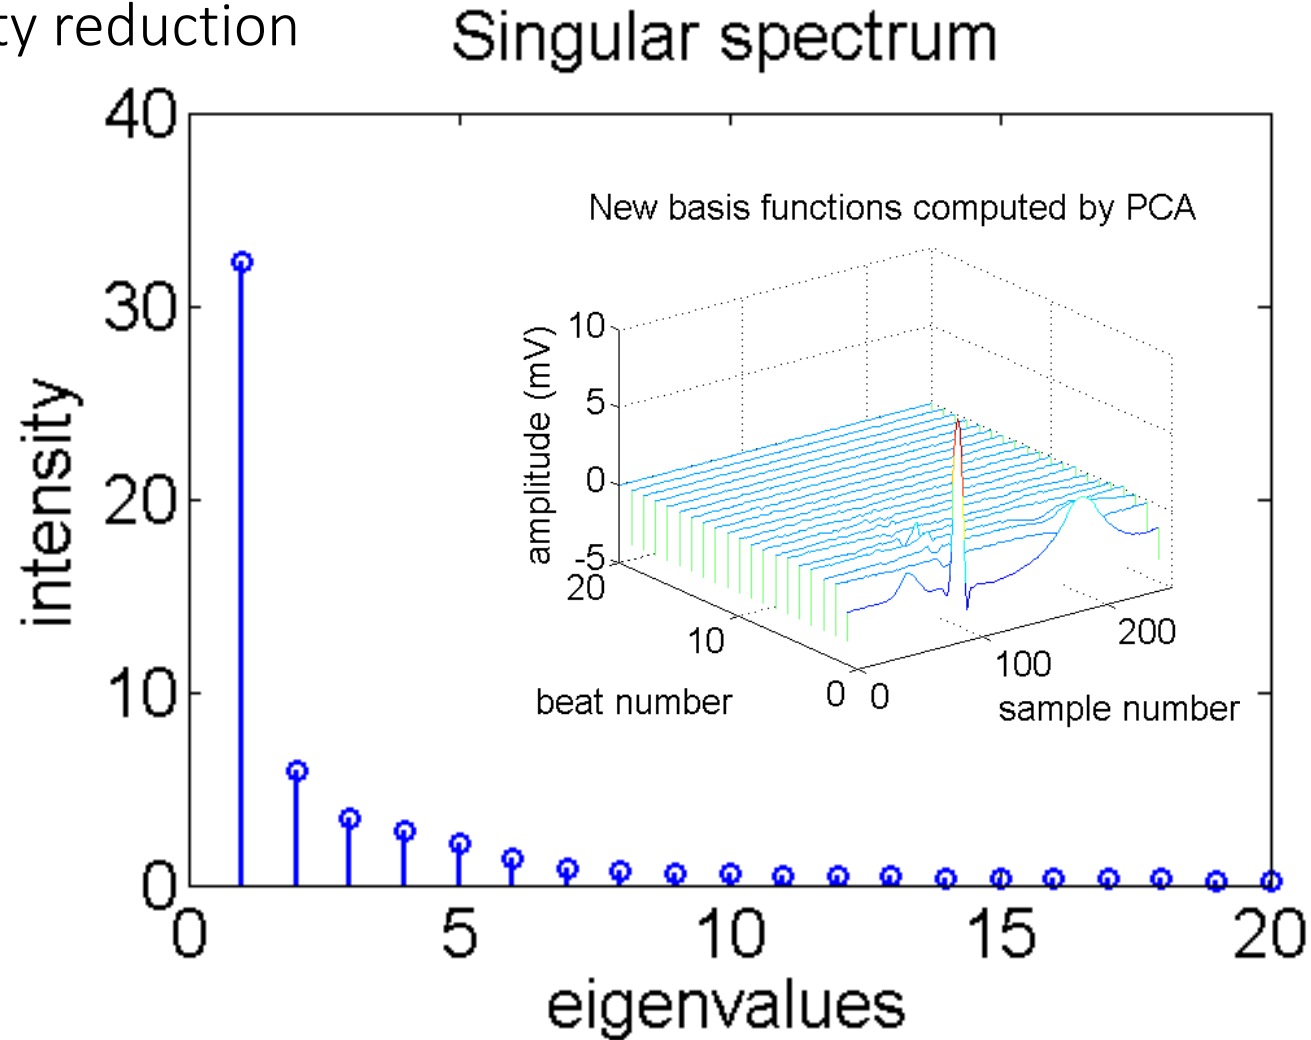 ty reduction
Singular spectrum
40
30
20
10
0
intensity
0 5 10 15 20
eigenvalues
New basis functions computed by PCA
10
5
0
-5
amplitude (mV)
20
10
0
beat number
0
100
200
sample number